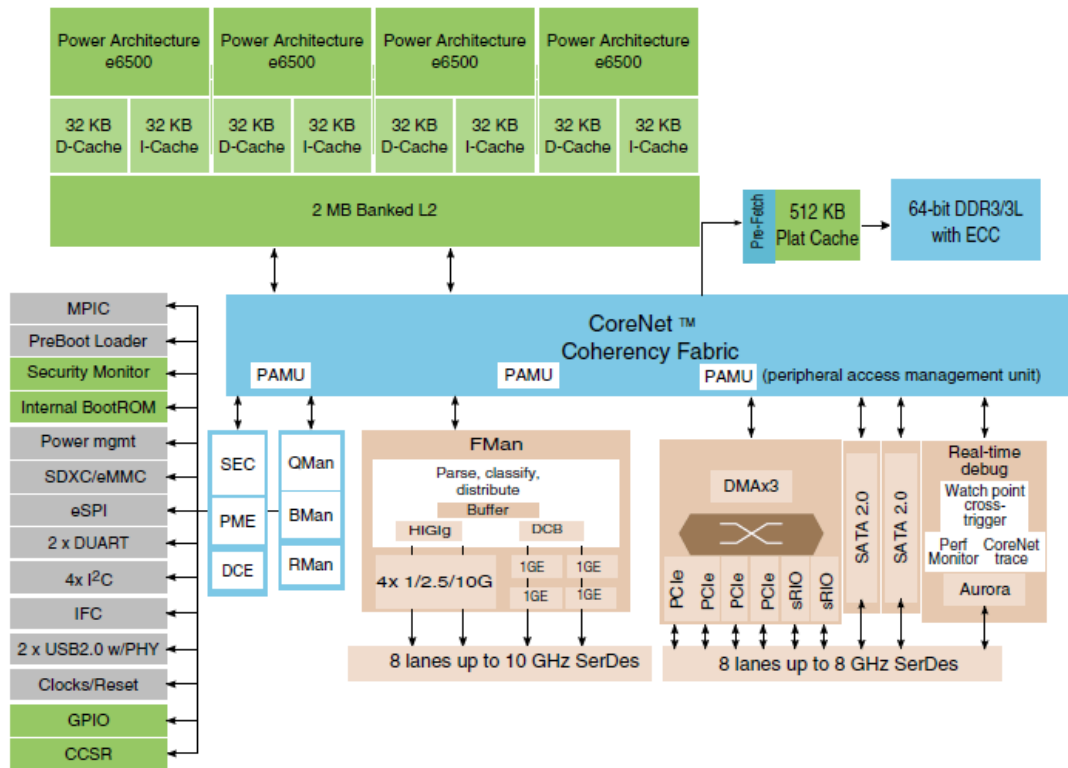 Power Architecture
e6500
Power Architecture
e6500
Power Architecture
e6500
Power Architecture
e6500
32 KB
D-Cache
32 KB
I-Cache
32 KB
D-Cache
32 KB
I-Cache
32 KB
D-Cache
32 KB
I-Cache
32 KB
D-Cache
32 KB
I-Cache
2 MB Banked L2
Pre-Fetch
512 KB
Plat Cache
64-bit DDR3/3L
with ECC
CoreNet ™
Coherency Fabric
PAMU
PAMU
PAMU (peripheral access management unit)
MPIC
PreBoot Loader
Security Monitor
Internal BootROM
Power mgmt
SDXC/eMMC
eSPI
2 x DUART
4x I²C
IFC
2 x USB2.0 w/PHY
Clocks/Reset
GPIO
CCSR
SEC
PME
DCE
QMan
BMan
RMan
FMan
Parse, classify,
distribute
Buffer
HIGIg
DCB
4x 1/2.5/10G
1GE
1GE
1GE
1GE
8 lanes up to 10 GHz SerDes
DMAx3
PCIe
PCIe
PCIe
PCIe
sRIO
sRIO
SATA 2.0
SATA 2.0
Real-time
debug
Watch point
cross-
trigger
Perf
Monitor
CoreNet
trace
Aurora
8 lanes up to 8 GHz SerDes